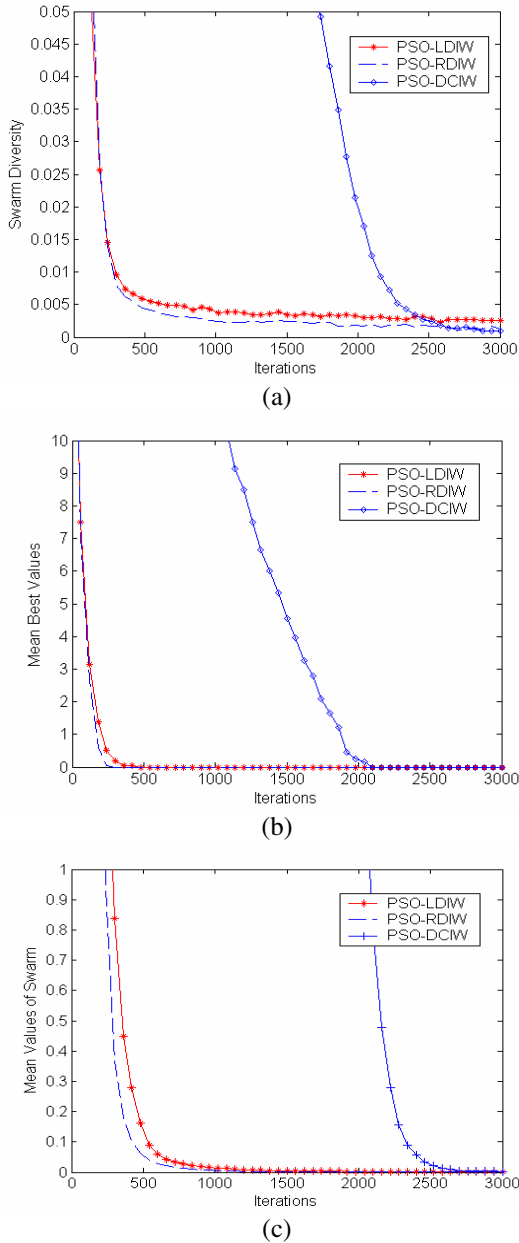 0.05
0.045
0.04
0.035
0.03
0.025
0.02
0.015
0.01
0.005
0
Swarm Diversity
PSO-LDIW
PSO-RDIW
PSO-DCIW
0 500 1000 1500 2000 2500 3000
Iterations
(a)
10
9
8
7
6
5
4
3
2
1
0
Mean Best Values
PSO-LDIW
PSO-RDIW
PSO-DCIW
0 500 1000 1500 2000 2500 3000
Iterations
(b)
1
0.9
0.8
0.7
0.6
0.5
0.4
0.3
0.2
0.1
0
Mean Values of Swarm
PSO-LDIW
PSO-RDIW
PSO-DCIW
0 500 1000 1500 2000 2500 3000
Iterations
(c)